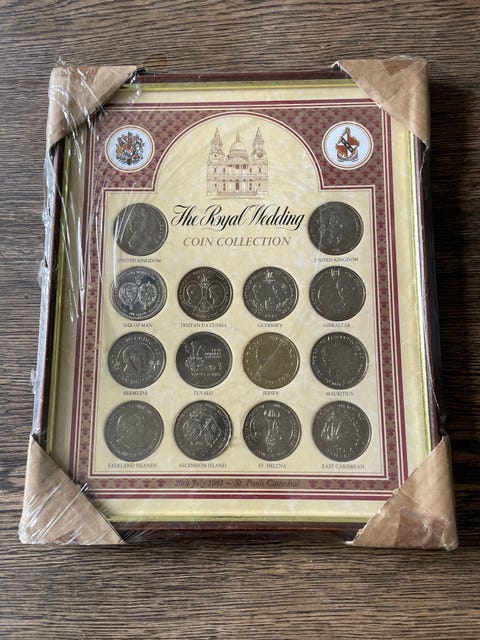 The Royal Wedding
COIN COLLECTION
UNITED KINGDOM
UNITED KINGDOM
ISLE OF MAN
TRISTAN DA CUNHA
GUERNSEY
GIBRALTAR
BERMUDA
TUVALU
JERSEY
MAURITIUS
FALKLAND ISLANDS
ASCENSION ISLAND
ST. HELENA
EAST CARIBBEAN
29th July 1981 ~ St. Pauls Cathedral